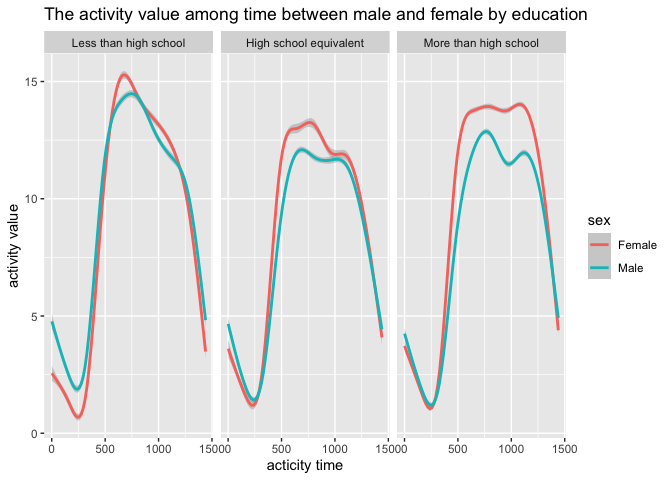 The activity value among time between male and female by education
Less than high school
High school equivalent
More than high school
activity value
15
10
5
0
sex
Female
Male
0 500 1000 1500
0 500 1000 1500
0 500 1000 1500
acticity time